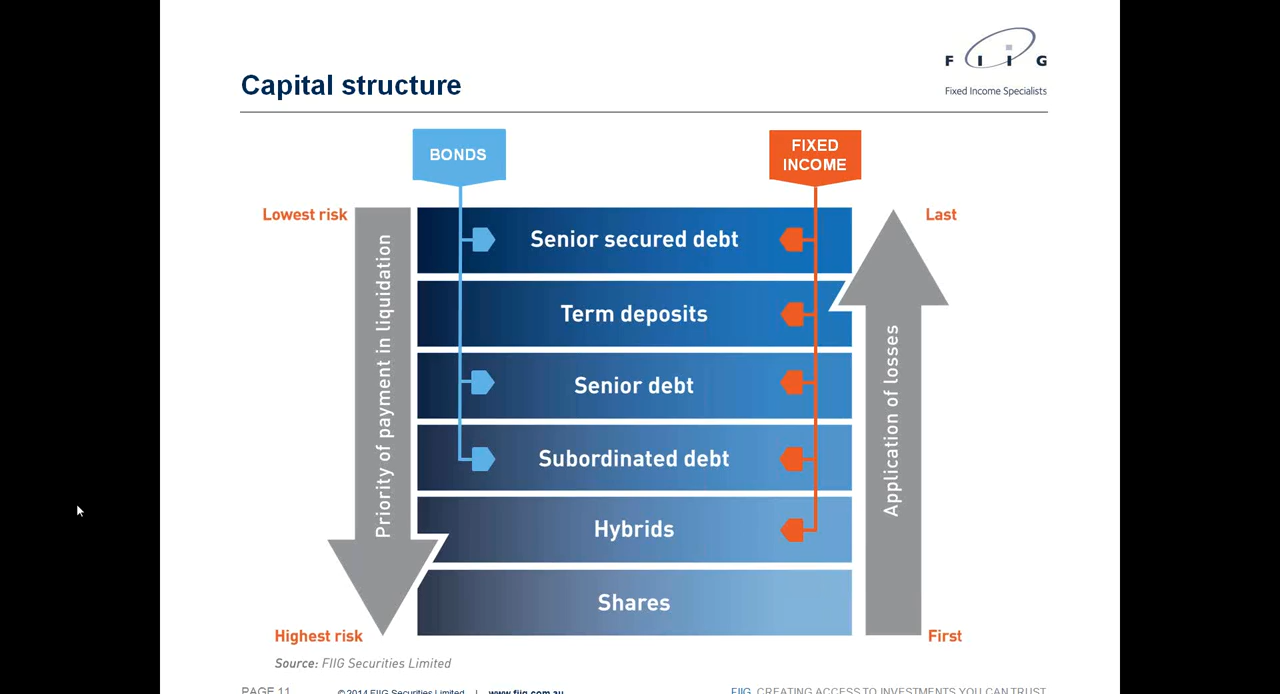 F I I G
Fixed Income Specialists
Capital structure
BONDS
FIXED
INCOME
Lowest risk
Last
Priority of payment in liquidation
Senior secured debt
Term deposits
Senior debt
Subordinated debt
Hybrids
Shares
Application of losses
Highest risk
First
Source: FIIG Securities Limited
PAGE 11 © 2014 FIIG Securities Limited | www.fiig.com.au FIIG. CREATING ACCESS TO INVESTMENTS YOU CAN TRUST